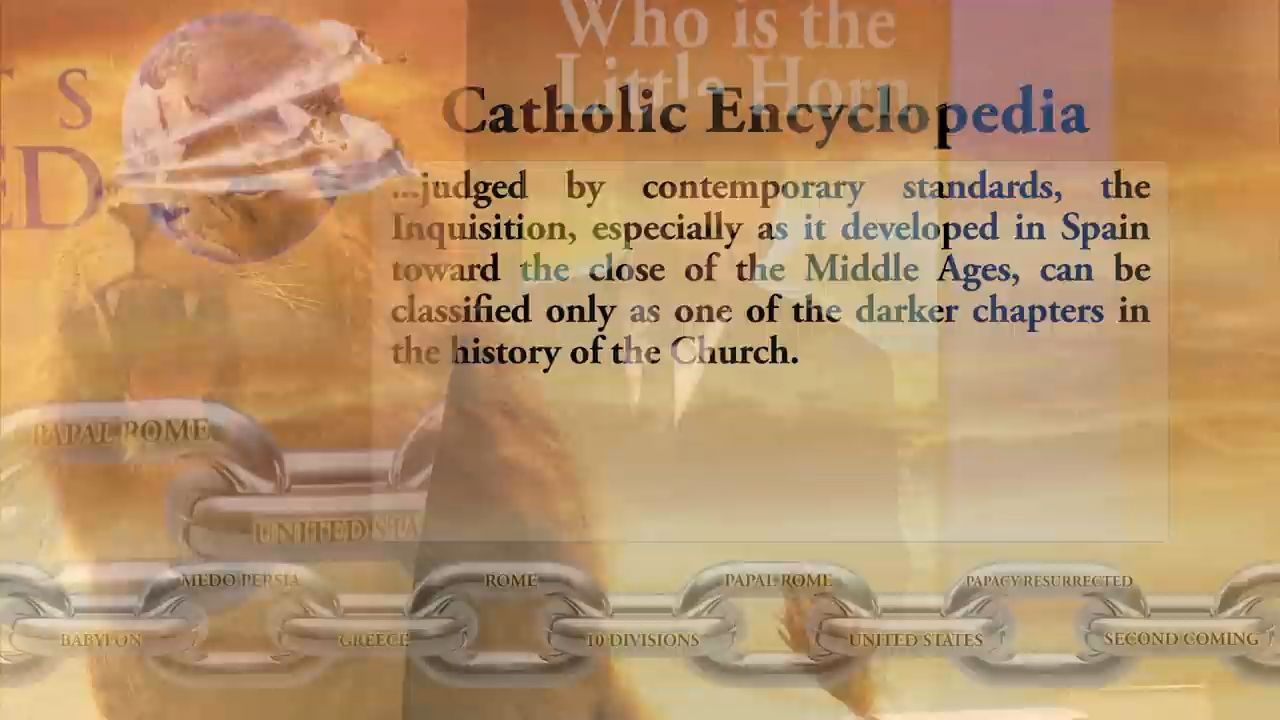 Who is the
Little Horn
S
ED
Catholic Encyclopedia
...judged by contemporary standards, the
Inquisition, especially as it developed in Spain
toward the close of the Middle Ages, can be
classified only as one of the darker chapters in
the history of the Church.
PAPAL ROME
UNITED STA
MEDO PERSIA
ROME
PAPAL ROME
PAPACY RESURRECTED
BABYLON
GREECE
10 DIVISIONS
UNITED STATES
SECOND COMING